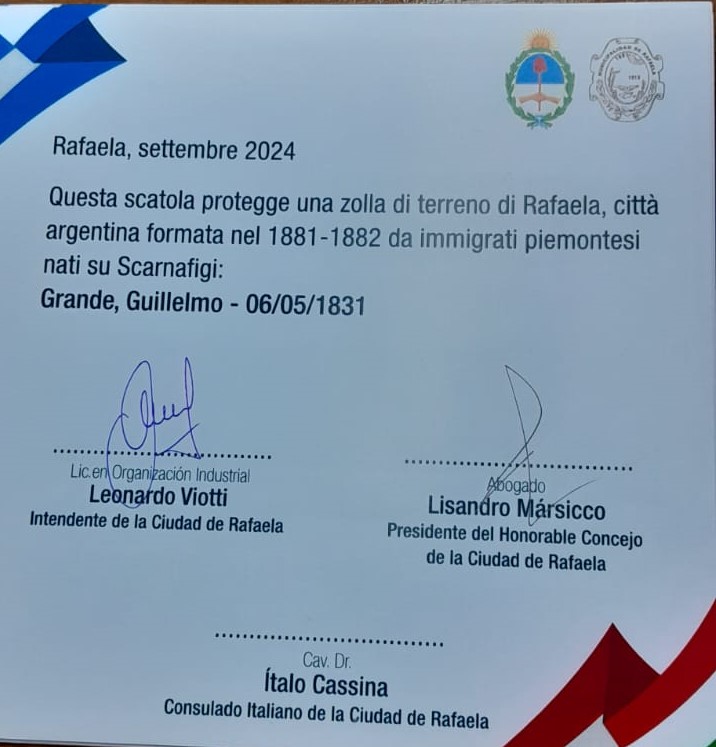 Rafaela, settembre 2024
Questa scatola protegge una zolla di terreno di Rafaela, città
argentina formata nel 1881-1882 da immigrati piemontesi
nati su Scarnafigi:
Grande, Guillelmo - 06/05/1831
Lic.en Organización Industrial
Leonardo Viotti
Intendente de la Ciudad de Rafaela
Abogado
Lisandro Mársicco
Presidente del Honorable Concejo
de la Ciudad de Rafaela
Cav. Dr.
Ítalo Cassina
Consulado Italiano de la Ciudad de Rafaela